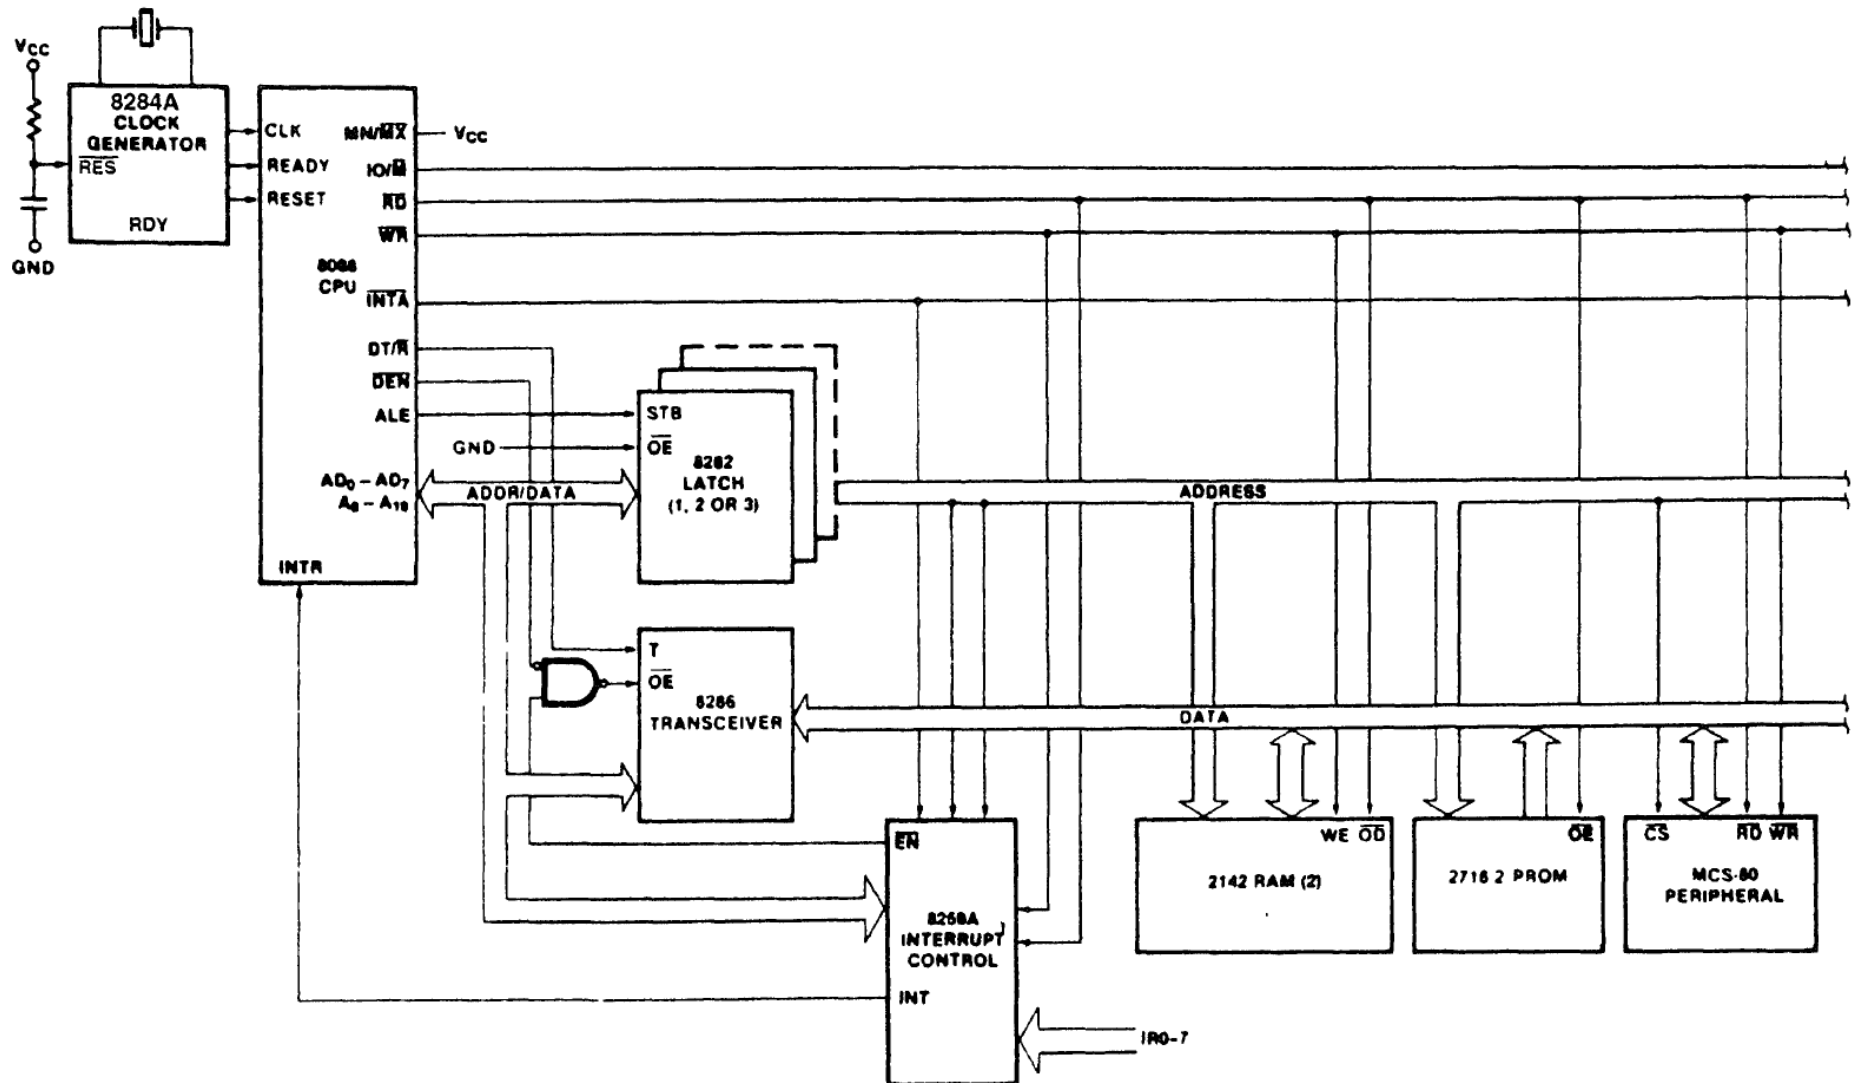 VCC
8284A
CLOCK
GENERATOR
RES
RDY
GND
CLK
READY
RESET
8088
CPU
INTR
MN/MX
VCC
IO/M
RD
WR
INTA
DT/R
DEN
ALE
AD0 – AD7
A8 – A19
ADDR/DATA
GND
STB
OE
8282
LATCH
(1, 2 OR 3)
ADDRESS
T
OE
8286
TRANSCEIVER
DATA
EN
8259A
INTERRUPT
CONTROL
INT
IR0-7
WE OD
2142 RAM (2)
OE
2716 2 PROM
CS RD WR
MCS-80
PERIPHERAL